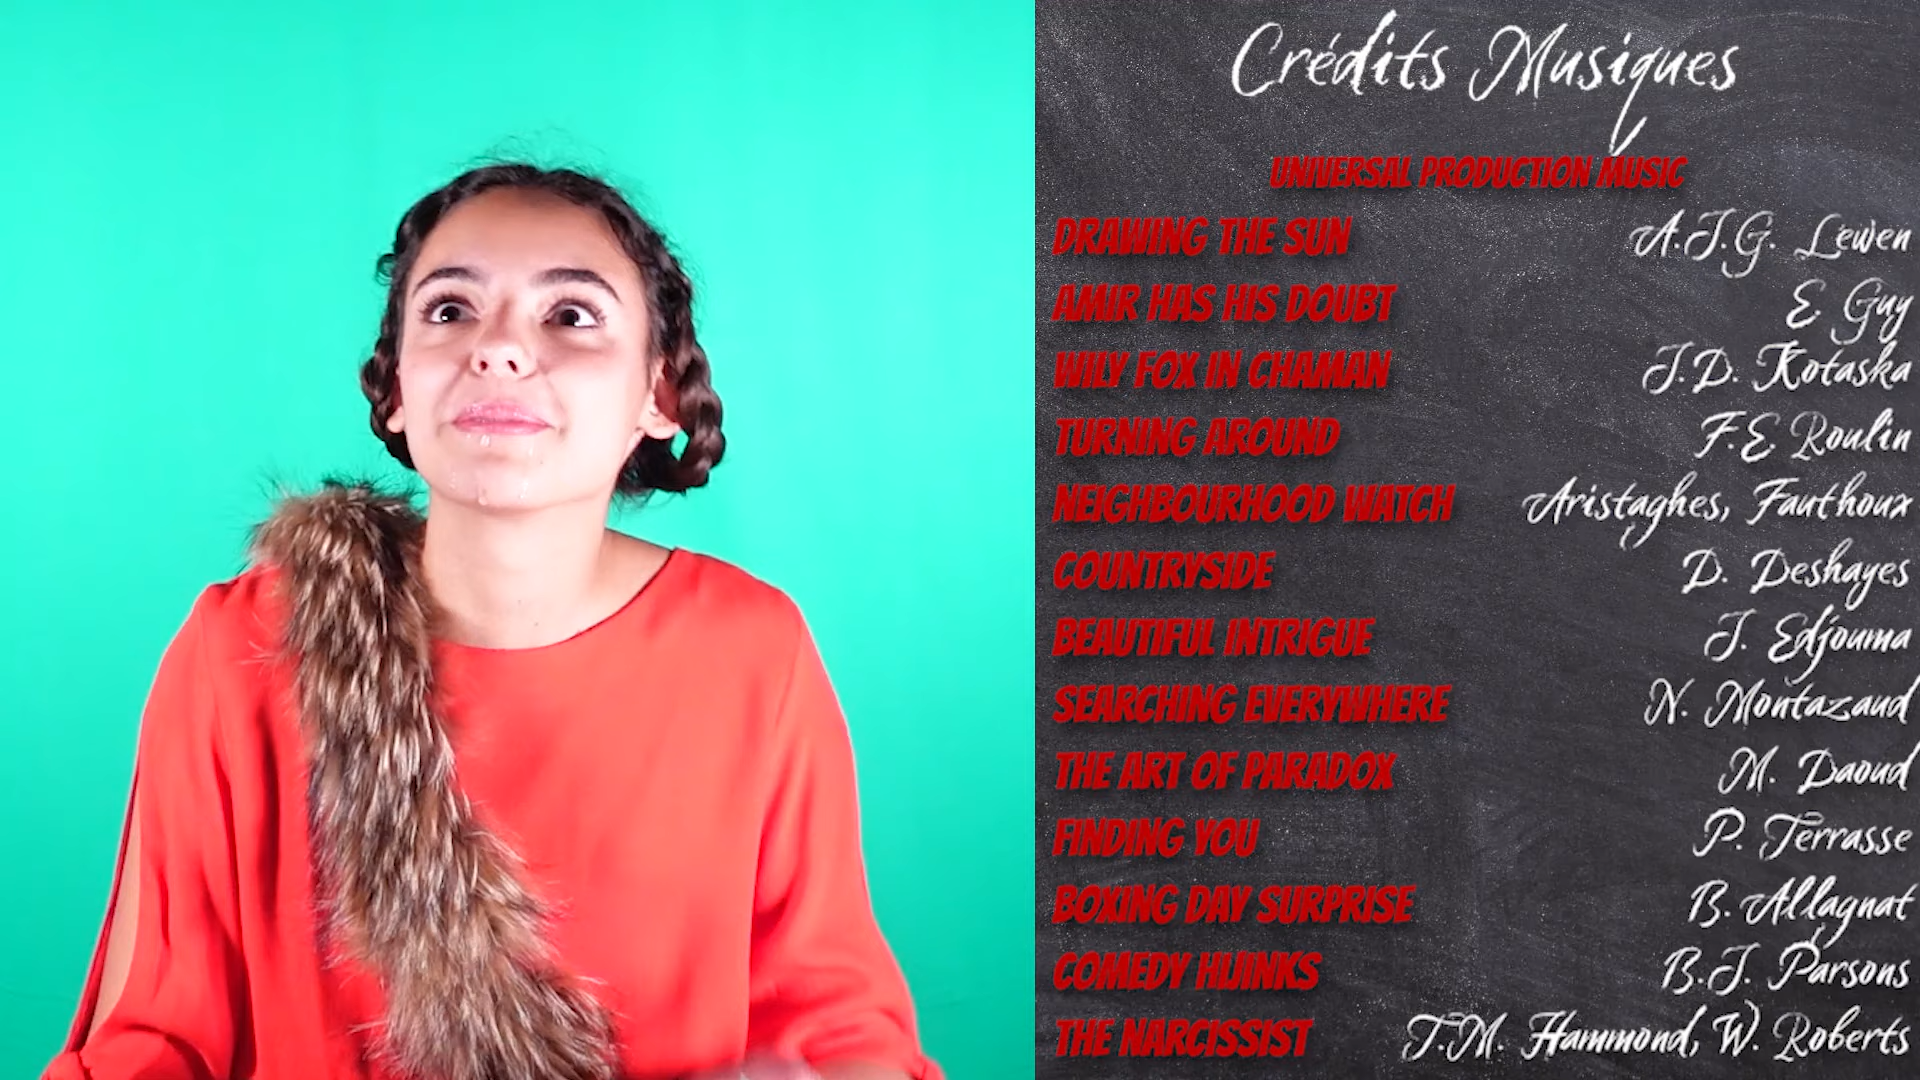 Crédits Musiques
UNIVERSAL PRODUCTION MUSIC
DRAWING THE SUN A.J.G. Lewen
AMIR HAS HIS DOUBT E Guy
WILY FOX IN CHAMAN J.D. Kotaska
TURNING AROUND F.E Roulin
NEIGHBOURHOOD WATCH Aristaghes, Fauthoux
COUNTRYSIDE D. Deshayes
BEAUTIFUL INTRIGUE J. Edjouma
SEARCHING EVERYWHERE N. Montazaud
THE ART OF PARADOX M. Daoud
FINDING YOU P. Terrasse
BOXING DAY SURPRISE B. Allagnat
COMEDY HIJINKS B.J. Parsons
THE NARCISSIST T.M. Hammond, W. Roberts